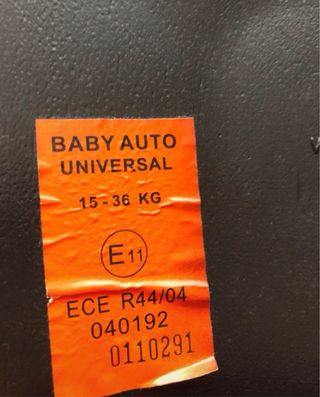 BABY AUTO
UNIVERSAL
15 - 36 KG
E11
ECE R44/04
040192
0110291